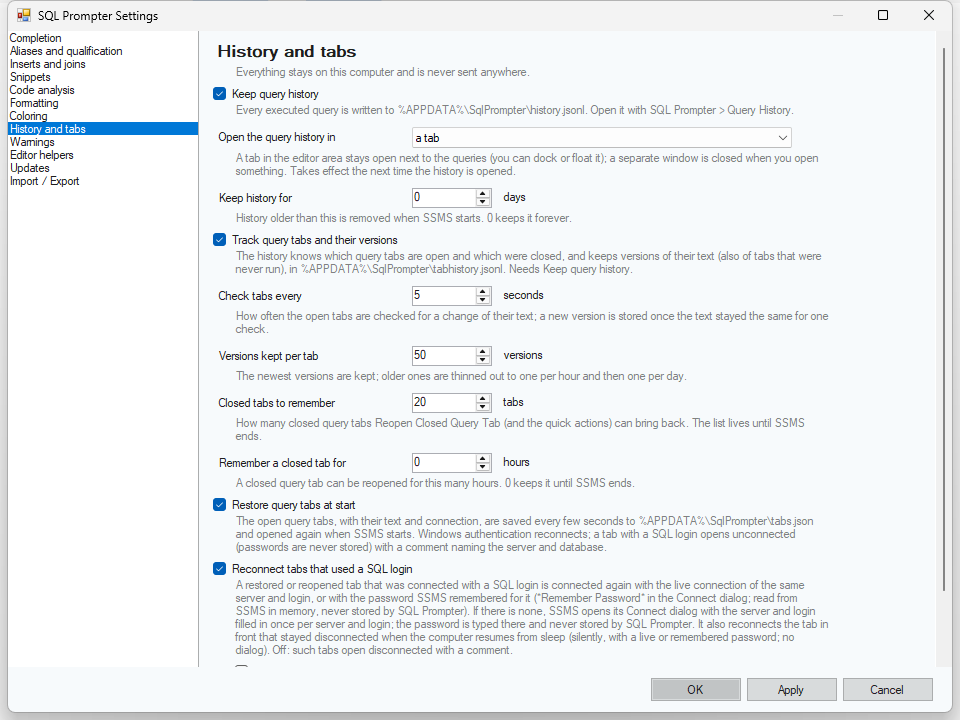 SQL Prompter Settings
Completion
Aliases and qualification
Inserts and joins
Snippets
Code analysis
Formatting
Coloring
History and tabs
Warnings
Editor helpers
Updates
Import / Export
History and tabs
Everything stays on this computer and is never sent anywhere.
Keep query history
Every executed query is written to %APPDATA%\SqlPrompter\history.jsonl. Open it with SQL Prompter > Query History.
Open the query history in
a tab
A tab in the editor area stays open next to the queries (you can dock or float it); a separate window is closed when you open
something. Takes effect the next time the history is opened.
Keep history for
0
days
History older than this is removed when SSMS starts. 0 keeps it forever.
Track query tabs and their versions
The history knows which query tabs are open and which were closed, and keeps versions of their text (also of tabs that were
never run), in %APPDATA%\SqlPrompter\tabhistory.jsonl. Needs Keep query history.
Check tabs every
5
seconds
How often the open tabs are checked for a change of their text; a new version is stored once the text stayed the same for one
check.
Versions kept per tab
50
versions
The newest versions are kept; older ones are thinned out to one per hour and then one per day.
Closed tabs to remember
20
tabs
How many closed query tabs Reopen Closed Query Tab (and the quick actions) can bring back. The list lives until SSMS
ends.
Remember a closed tab for
0
hours
A closed query tab can be reopened for this many hours. 0 keeps it until SSMS ends.
Restore query tabs at start
The open query tabs, with their text and connection, are saved every few seconds to %APPDATA%\SqlPrompter\tabs.json
and opened again when SSMS starts. Windows authentication reconnects; a tab with a SQL login opens unconnected
(passwords are never stored) with a comment naming the server and database.
Reconnect tabs that used a SQL login
A restored or reopened tab that was connected with a SQL login is connected again with the live connection of the same
server and login, or with the password SSMS remembered for it ("Remember Password" in the Connect dialog; read from
SSMS in memory, never stored by SQL Prompter). If there is none, SSMS opens its Connect dialog with the server and login
filled in once per server and login; the password is typed there and never stored by SQL Prompter. It also reconnects the tab in
front that stayed disconnected when the computer resumes from sleep (silently, with a live or remembered password; no
dialog). Off: such tabs open disconnected with a comment.
OK
Apply
Cancel